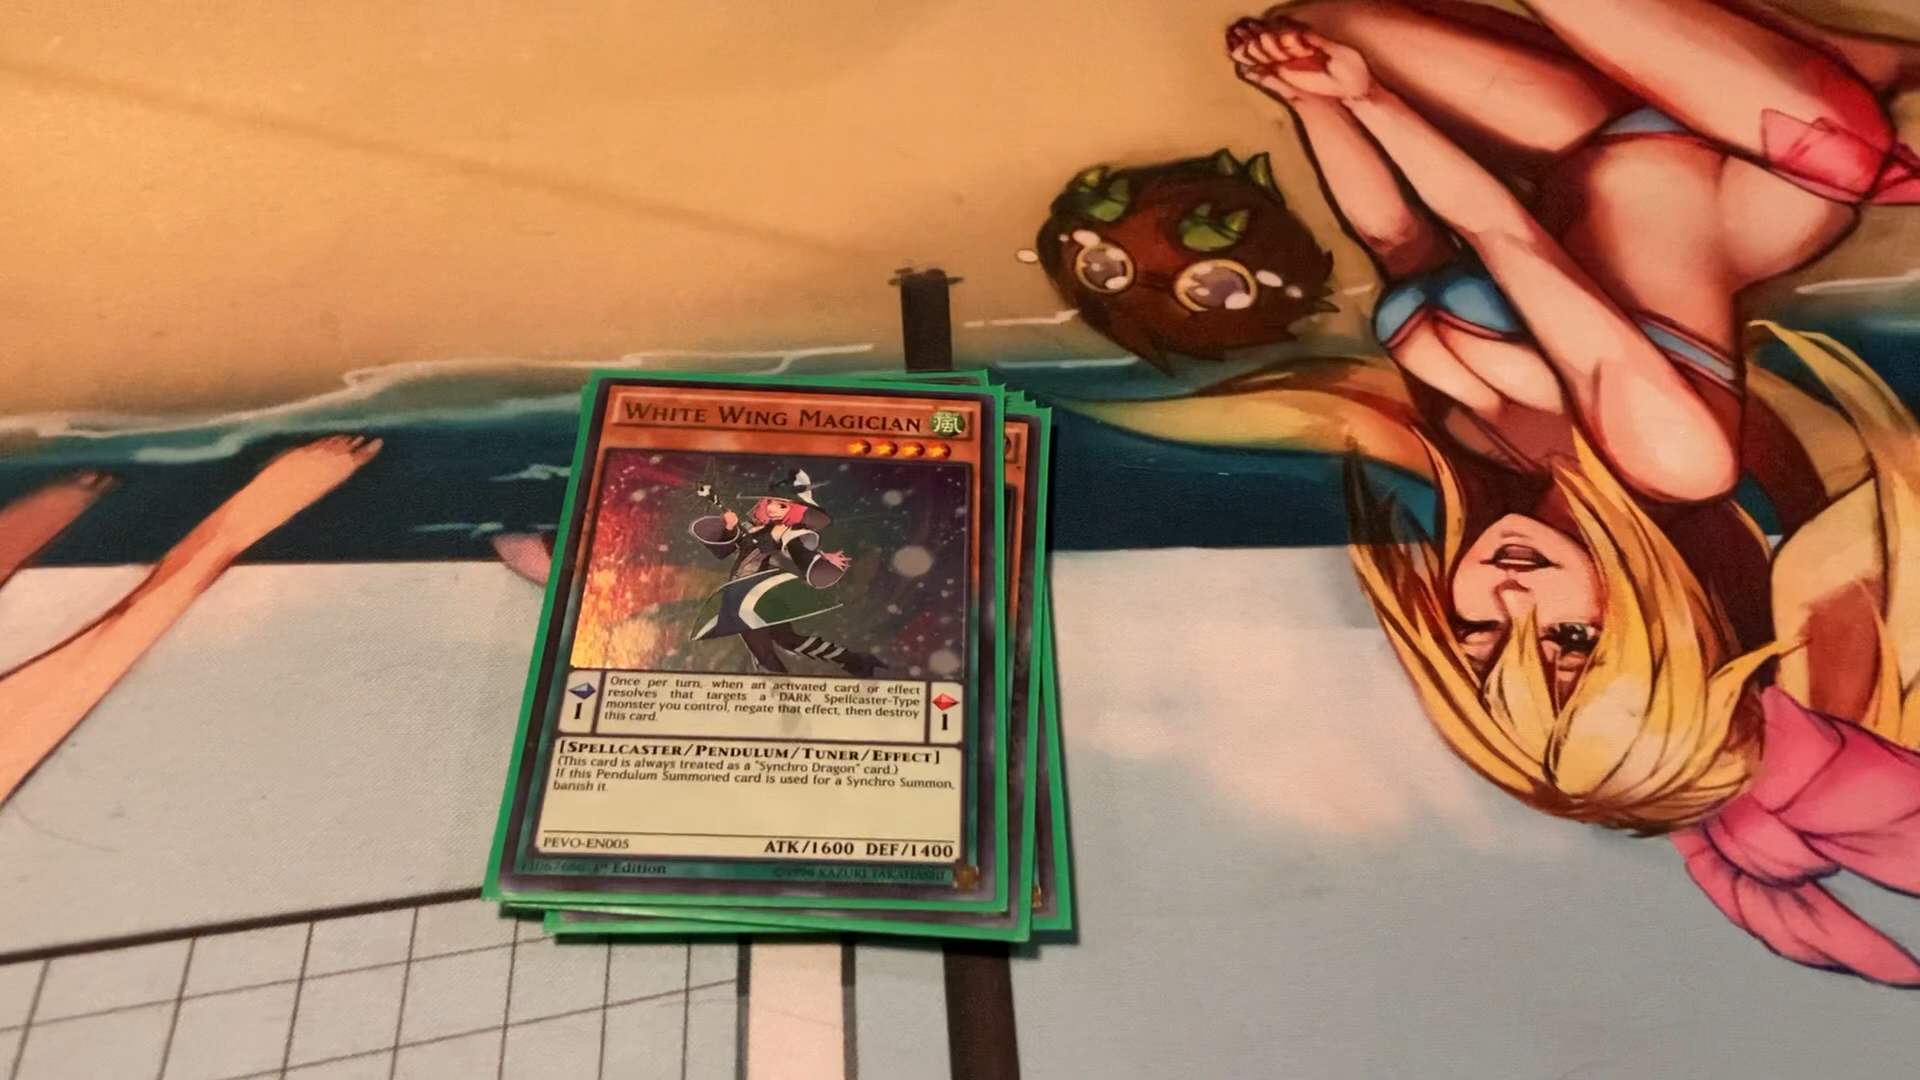 WHITE WING MAGICIAN
風
Once per turn, when an activated card or effect
resolves that targets a DARK Spellcaster-Type
monster you control, negate that effect, then destroy
this card.
1
1
[SPELLCASTER/PENDULUM/TUNER/EFFECT]
(This card is always treated as a "Synchro Dragon" card.)
If this Pendulum Summoned card is used for a Synchro Summon,
banish it.
PEVO-EN005
ATK/1600 DEF/1400
1st Edition
©1996 KAZUKI TAKAHASHI